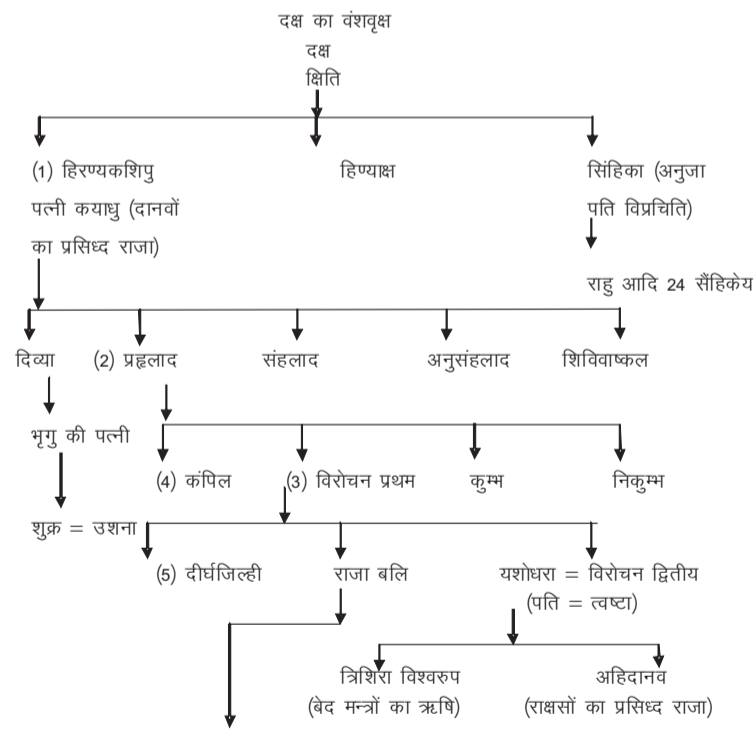 दक्ष का वंशवृक्ष
दक्ष
क्षिति
(1) हिरण्यकशिपु
पत्नी कयाधु (दानवों
का प्रसिध्द राजा)
हिण्याक्ष
सिंहिका (अनुजा
पति विप्रचिति)
राहु आदि 24 सैंहिकेय
दिव्या (2) प्रहृलाद संहलाद अनुसंहलाद शिविवाष्कल
भृगु की पत्नी
(4) कंपिल (3) विरोचन प्रथम कुम्भ निकुम्भ
शुक्र = उशना
(5) दीर्घजिल्ही राजा बलि यशोधरा = विरोचन द्वितीय
(पति = त्वष्टा)
त्रिशिरा विश्वरुप अहिदानव
(बेद मन्त्रों का ऋषि) (राक्षसों का प्रसिध्द राजा)